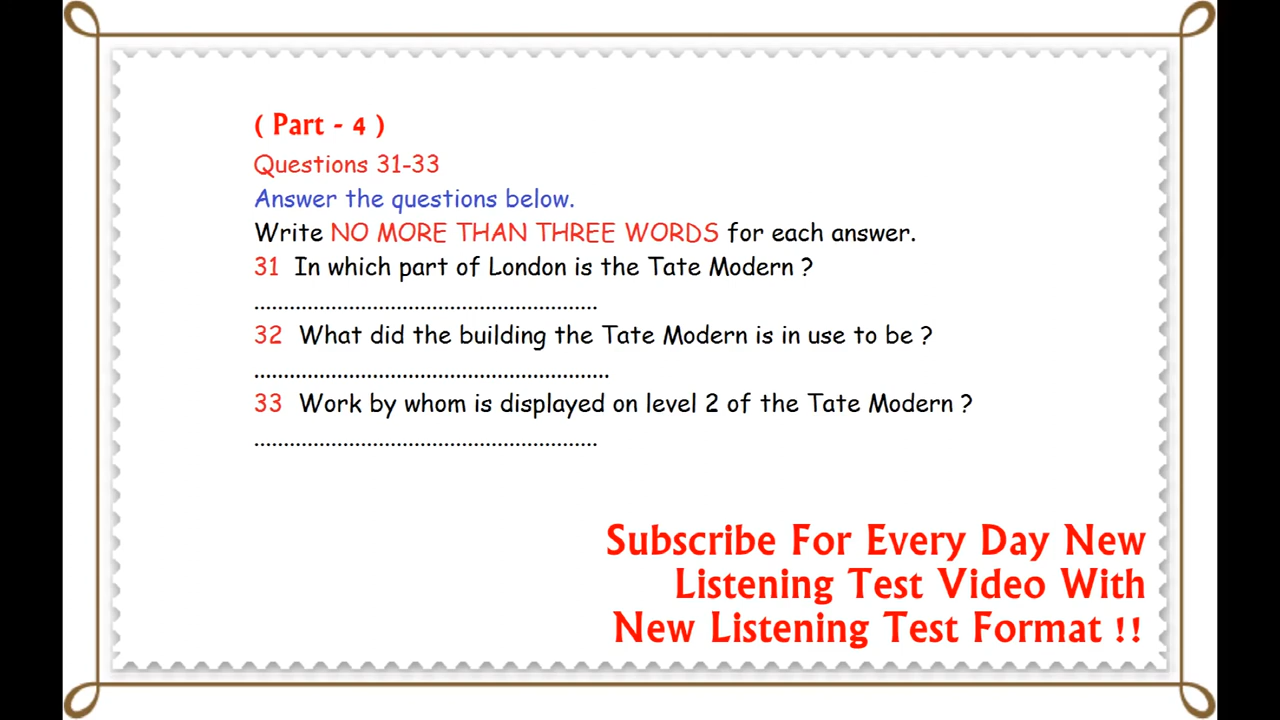 ( Part - 4 )
Questions 31-33
Answer the questions below.
Write NO MORE THAN THREE WORDS for each answer.
31 In which part of London is the Tate Modern ?
..........................................................
32 What did the building the Tate Modern is in use to be ?
............................................................
33 Work by whom is displayed on level 2 of the Tate Modern ?
..........................................................
Subscribe For Every Day New
Listening Test Video With
New Listening Test Format !!